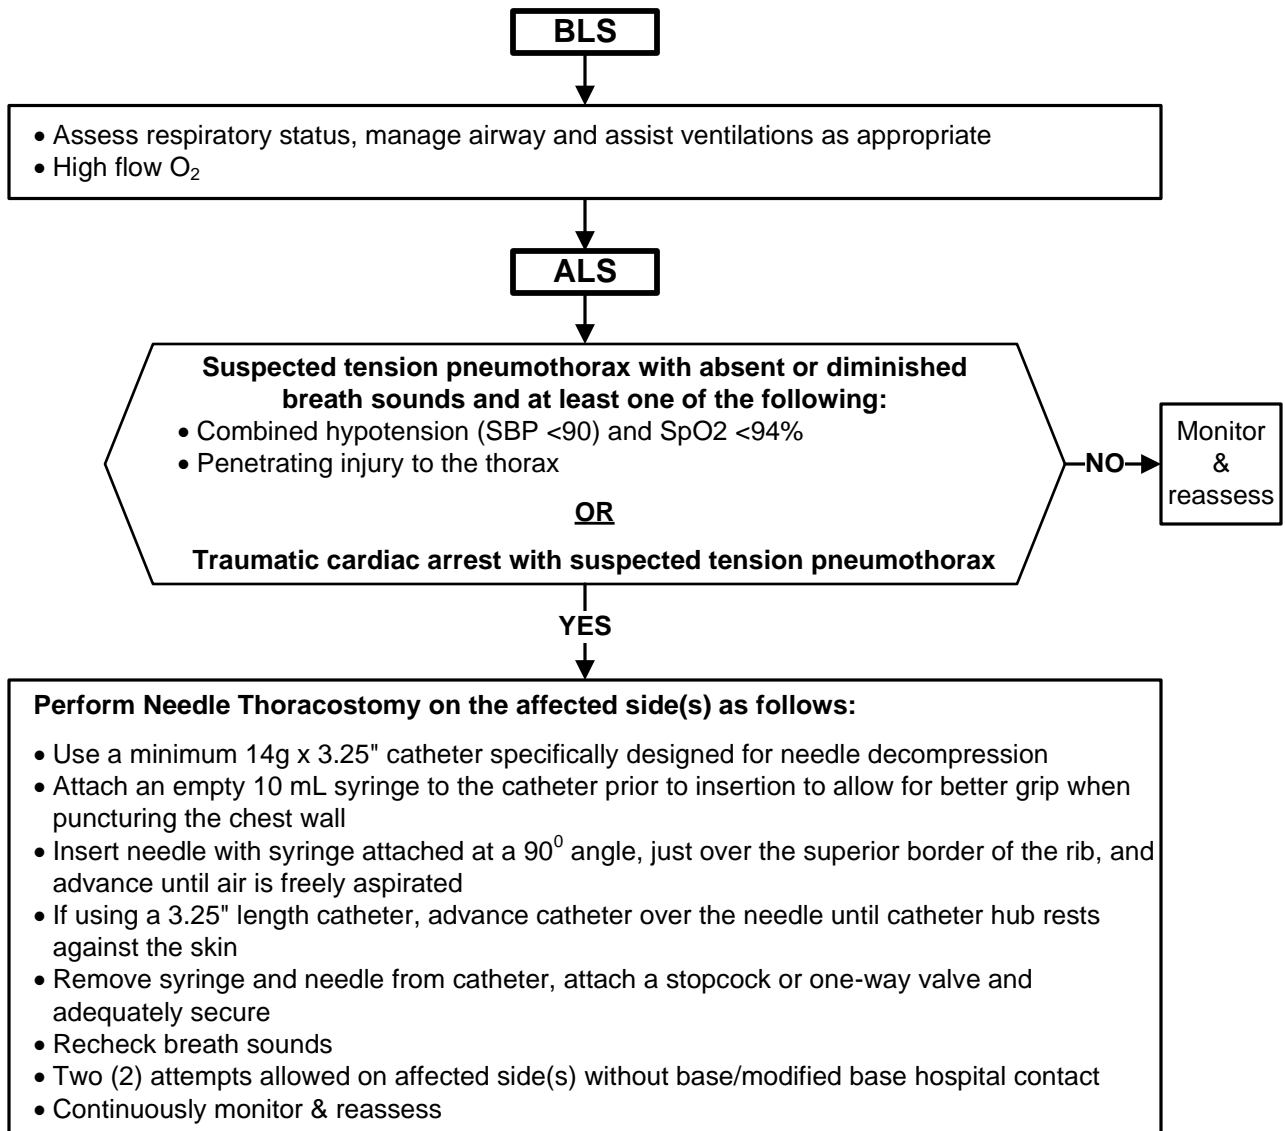 BLS
• Assess respiratory status, manage airway and assist ventilations as appropriate
• High flow O₂
ALS
Suspected tension pneumothorax with absent or diminished
breath sounds and at least one of the following:
• Combined hypotension (SBP <90) and SpO2 <94%
• Penetrating injury to the thorax
OR
Traumatic cardiac arrest with suspected tension pneumothorax
NO
Monitor
&
reassess
YES
Perform Needle Thoracostomy on the affected side(s) as follows:
• Use a minimum 14g x 3.25" catheter specifically designed for needle decompression
• Attach an empty 10 mL syringe to the catheter prior to insertion to allow for better grip when
puncturing the chest wall
• Insert needle with syringe attached at a 90⁰ angle, just over the superior border of the rib, and
advance until air is freely aspirated
• If using a 3.25" length catheter, advance catheter over the needle until catheter hub rests
against the skin
• Remove syringe and needle from catheter, attach a stopcock or one-way valve and
adequately secure
• Recheck breath sounds
• Two (2) attempts allowed on affected side(s) without base/modified base hospital contact
• Continuously monitor & reassess